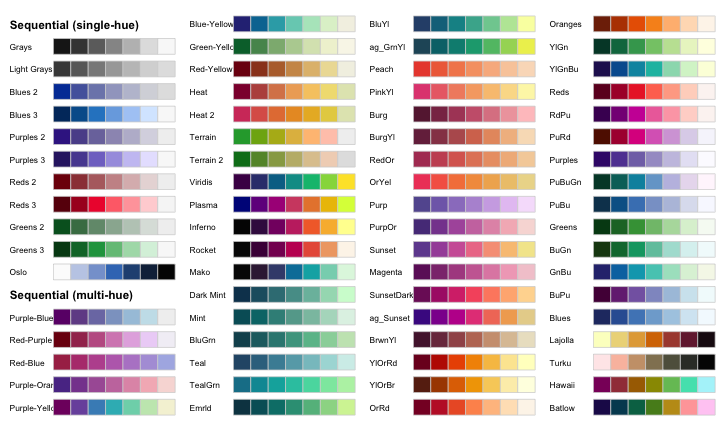 Sequential (single-hue)
Grays
Light Grays
Blues 2
Blues 3
Purples 2
Purples 3
Reds 2
Reds 3
Greens 2
Greens 3
Oslo
Sequential (multi-hue)
Purple-Blue
Red-Purple
Red-Blue
Purple-Oran
Purple-Yello
Blue-Yellow
Green-Yello
Red-Yellow
Heat
Heat 2
Terrain
Terrain 2
Viridis
Plasma
Inferno
Rocket
Mako
Dark Mint
Mint
BluGrn
Teal
TealGrn
Emrld
BluYl
ag_GrnYl
Peach
PinkYl
Burg
BurgYl
RedOr
OrYel
Purp
PurpOr
Sunset
Magenta
SunsetDark
ag_Sunset
BrwnYl
YlOrRd
YlOrBr
OrRd
Oranges
YlGn
YlGnBu
Reds
RdPu
PuRd
Purples
PuBuGn
PuBu
Greens
BuGn
GnBu
BuPu
Blues
Lajolla
Turku
Hawaii
Batlow